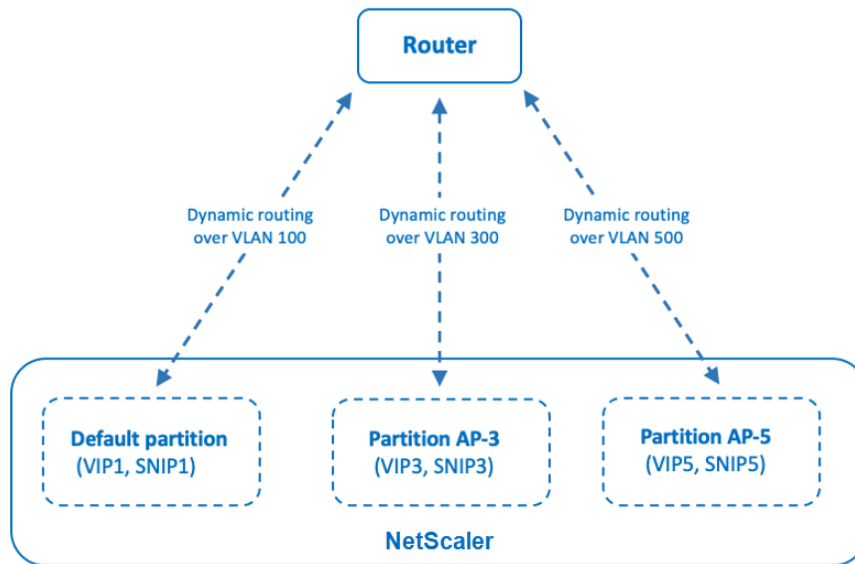 Router
Dynamic routing
over VLAN 100
Dynamic routing
over VLAN 300
Dynamic routing
over VLAN 500
Default partition
(VIP1, SNIP1)
Partition AP-3
(VIP3, SNIP3)
Partition AP-5
(VIP5, SNIP5)
NetScaler